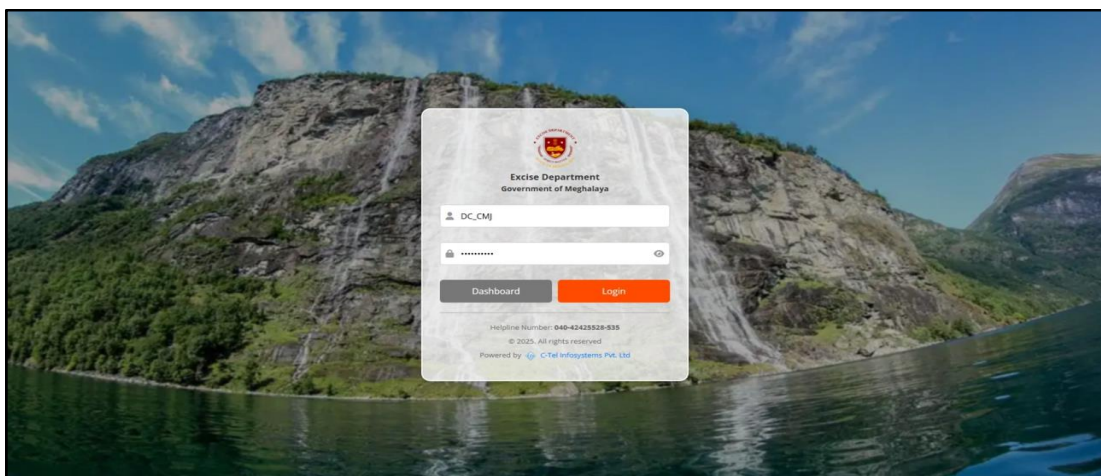 Excise Department
Government of Meghalaya
DC_CMJ
••••••••••
Dashboard
Login
Helpline Number: 040-42425528-535
© 2025, All rights reserved
Powered by C-Tel Infosystems Pvt. Ltd